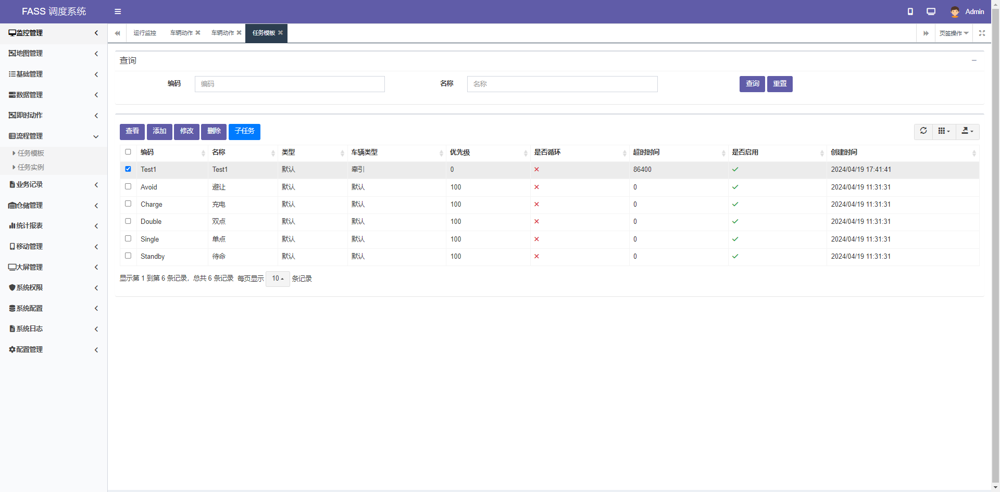 FASS 调度系统
Admin
监控管理
地图管理
基础管理
数据管理
即时动作
流程管理
任务模板
任务实例
业务记录
仓储管理
统计报表
移动管理
大屏管理
系统权限
系统配置
系统日志
配置管理
运行监控 车辆动作 车辆动作 任务模板 页签操作
查询
编码 编码 名称 名称 查询 重置
查看 添加 修改 删除 子任务
编码 名称 类型 车辆类型 优先级 是否循环 超时时间 是否启用 创建时间
Test1 Test1 默认 牵引 0 86400 2024/04/19 17:41:41
Avoid 避让 默认 默认 100 0 2024/04/19 11:31:31
Charge 充电 默认 默认 100 0 2024/04/19 11:31:31
Double 双点 默认 默认 100 0 2024/04/19 11:31:31
Single 单点 默认 默认 100 0 2024/04/19 11:31:31
Standby 待命 默认 默认 100 0 2024/04/19 11:31:31
显示第 1 到第 6 条记录，总共 6 条记录 每页显示 10 条记录